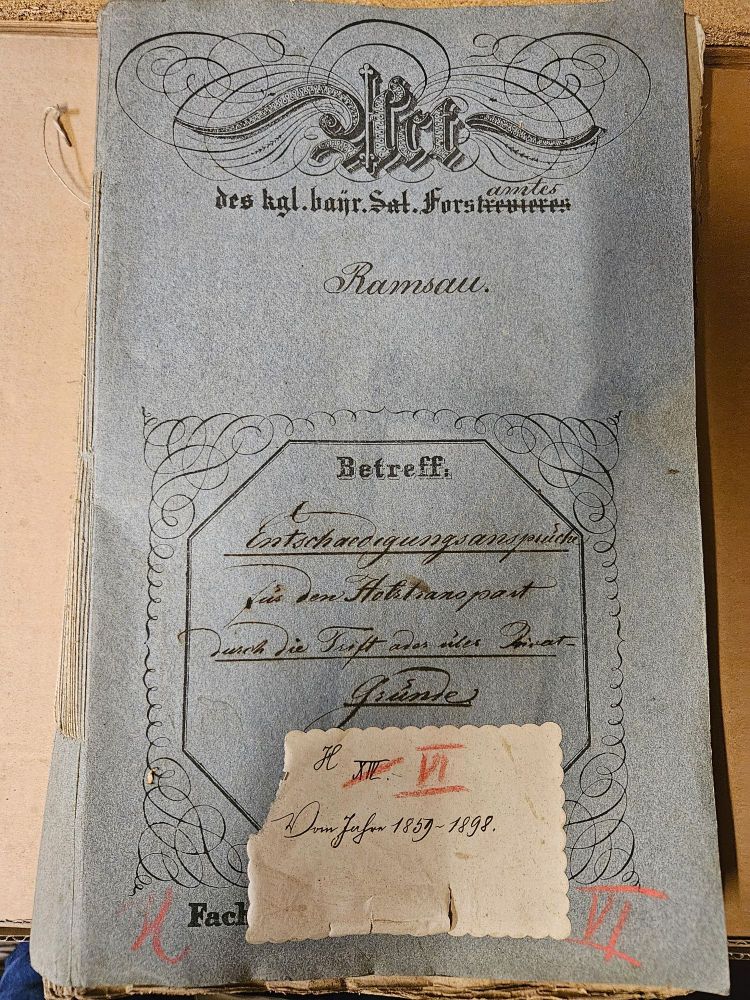 Act
des kgl. bayr. Sal. Forstrevieres
amtes
Ramsau.
Betreff:
Entschaedigungsansprüche
für den Holztransport
durch die Trift oder über Privat-
Gründe
H XIII. VI
Vom Jahre 1859-1898.
H Fach VI